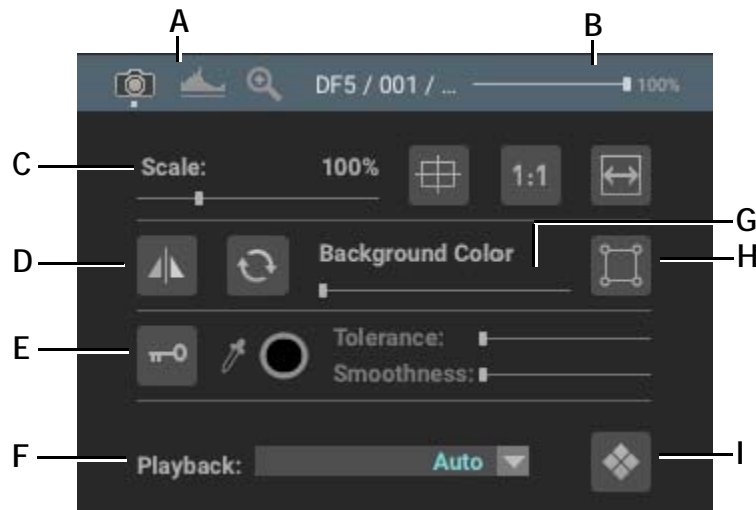 A
B
DF5 / 001 / ... 100%
C
Scale: 100% 1:1
G
D
Background Color
H
E
Tolerance:
Smoothness:
F
Playback: Auto
I